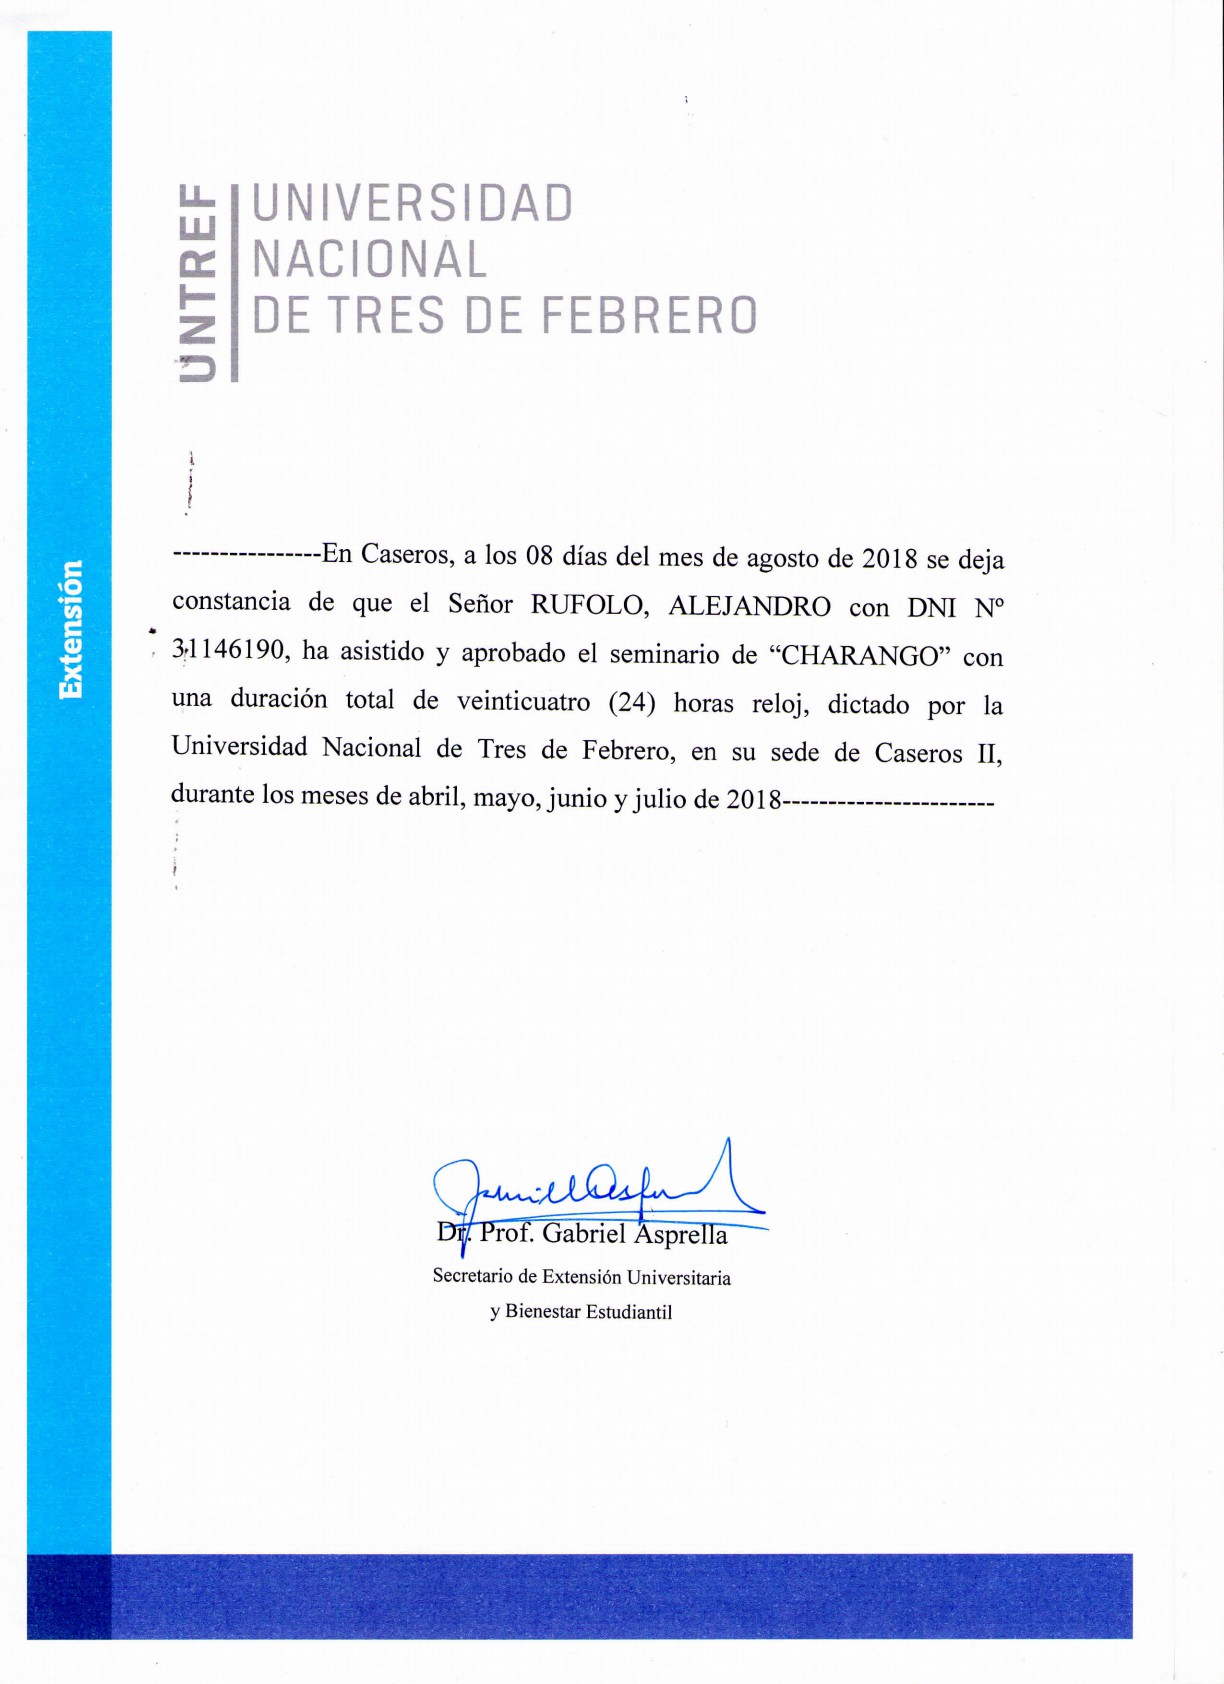 UNTREF
UNIVERSIDAD
NACIONAL
DE TRES DE FEBRERO
Extensión
----------------En Caseros, a los 08 días del mes de agosto de 2018 se deja
constancia de que el Señor RUFOLO, ALEJANDRO con DNI Nº
31146190, ha asistido y aprobado el seminario de “CHARANGO” con
una duración total de veinticuatro (24) horas reloj, dictado por la
Universidad Nacional de Tres de Febrero, en su sede de Caseros II,
durante los meses de abril, mayo, junio y julio de 2018-----------------------
Dr. Prof. Gabriel Asprella
Secretario de Extensión Universitaria
y Bienestar Estudiantil